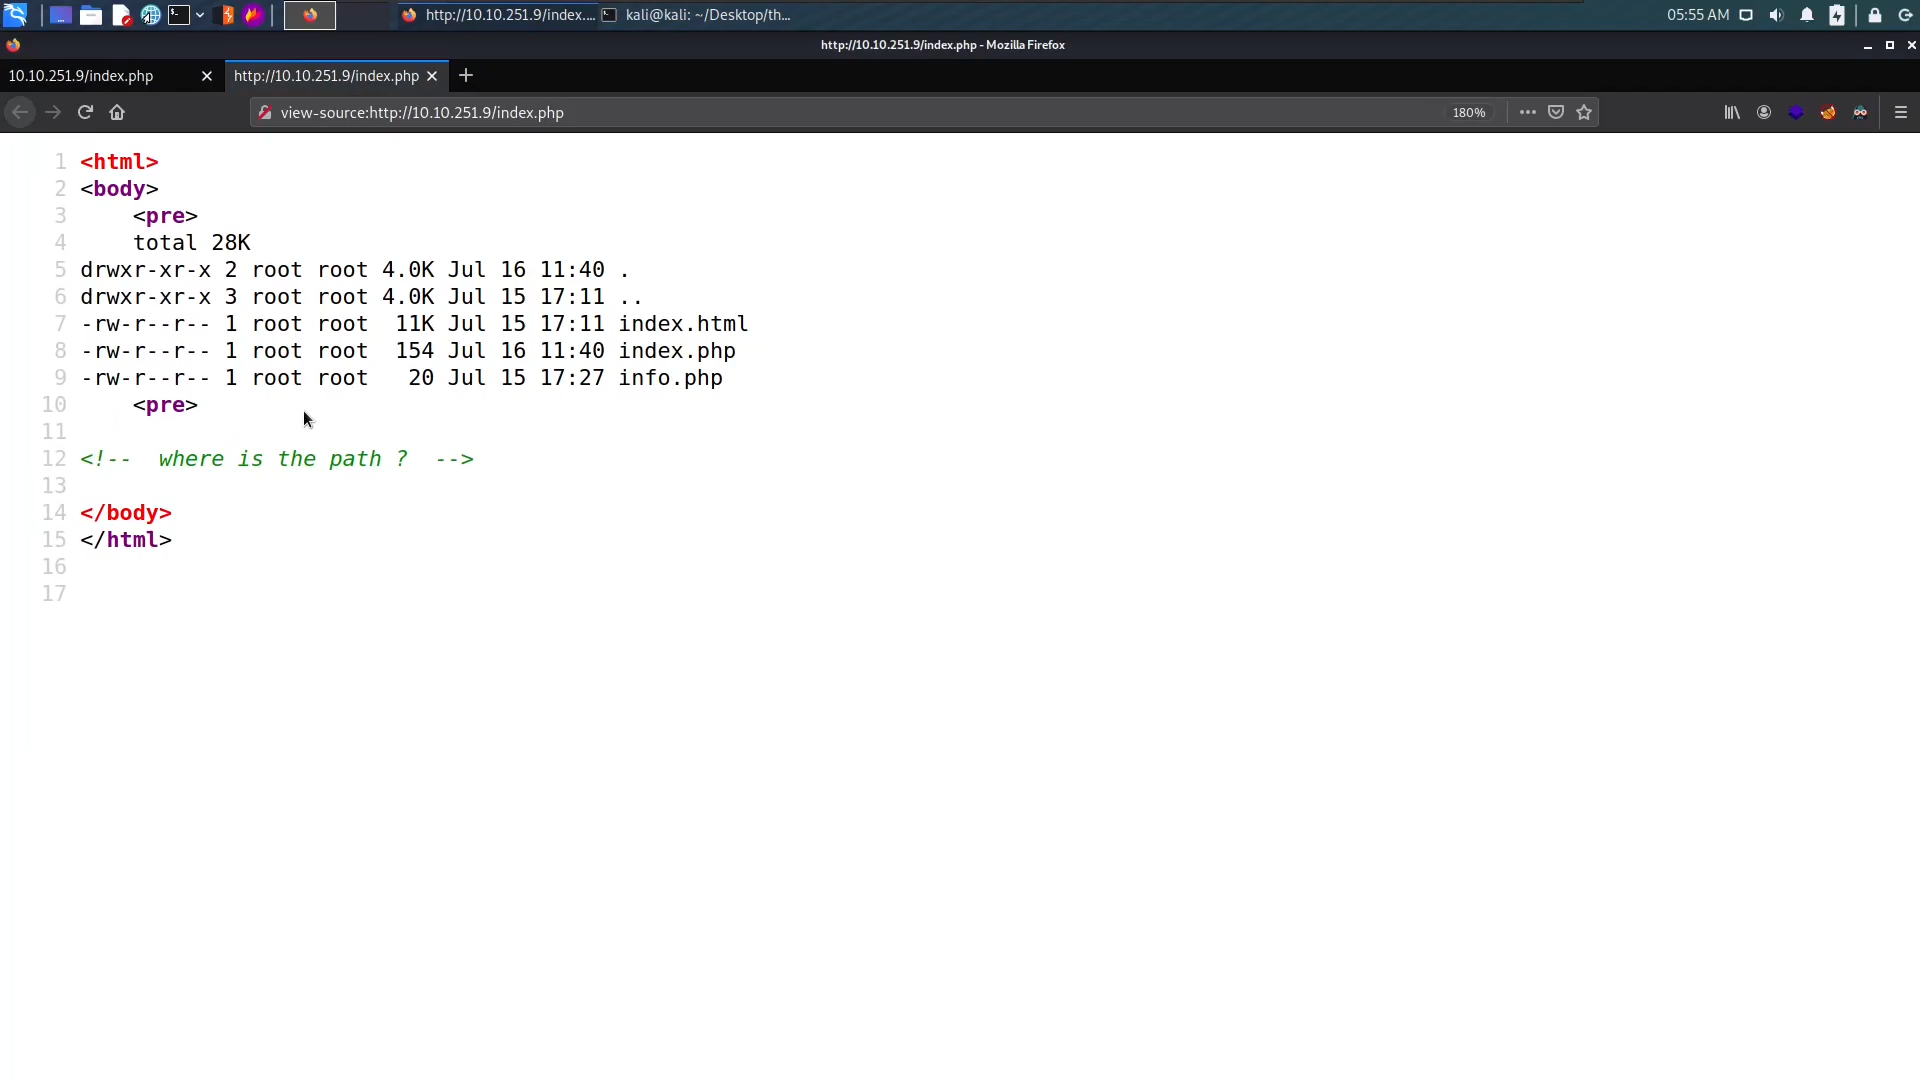 http://10.10.251.9/index.... kali@kali: ~/Desktop/th... 05:55 AM
http://10.10.251.9/index.php - Mozilla Firefox
10.10.251.9/index.php http://10.10.251.9/index.php
view-source:http://10.10.251.9/index.php 180%
1 <html>
2 <body>
3 <pre>
4 total 28K
5 drwxr-xr-x 2 root root 4.0K Jul 16 11:40 .
6 drwxr-xr-x 3 root root 4.0K Jul 15 17:11 ..
7 -rw-r--r-- 1 root root 11K Jul 15 17:11 index.html
8 -rw-r--r-- 1 root root 154 Jul 16 11:40 index.php
9 -rw-r--r-- 1 root root 20 Jul 15 17:27 info.php
10 <pre>
11
12 <!-- where is the path ? -->
13
14 </body>
15 </html>
16
17